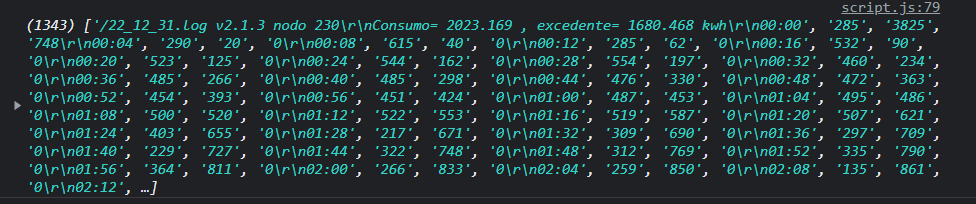 script.js:79
(1343) ['/22_12_31.Log v2.1.3 nodo 230\r\nConsumo= 2023.169 , excedente= 1680.468 kwh\r\n00:00', '285', '3825',
'748\r\n00:04', '290', '20', '0\r\n00:08', '615', '40', '0\r\n00:12', '285', '62', '0\r\n00:16', '532', '90',
'0\r\n00:20', '523', '125', '0\r\n00:24', '544', '162', '0\r\n00:28', '554', '197', '0\r\n00:32', '460', '234',
'0\r\n00:36', '485', '266', '0\r\n00:40', '485', '298', '0\r\n00:44', '476', '330', '0\r\n00:48', '472', '363',
'0\r\n00:52', '454', '393', '0\r\n00:56', '451', '424', '0\r\n01:00', '487', '453', '0\r\n01:04', '495', '486',
'0\r\n01:08', '500', '520', '0\r\n01:12', '522', '553', '0\r\n01:16', '519', '587', '0\r\n01:20', '507', '621',
'0\r\n01:24', '403', '655', '0\r\n01:28', '217', '671', '0\r\n01:32', '309', '690', '0\r\n01:36', '297', '709',
'0\r\n01:40', '229', '727', '0\r\n01:44', '322', '748', '0\r\n01:48', '312', '769', '0\r\n01:52', '335', '790',
'0\r\n01:56', '364', '811', '0\r\n02:00', '266', '833', '0\r\n02:04', '259', '850', '0\r\n02:08', '135', '861',
'0\r\n02:12', …]